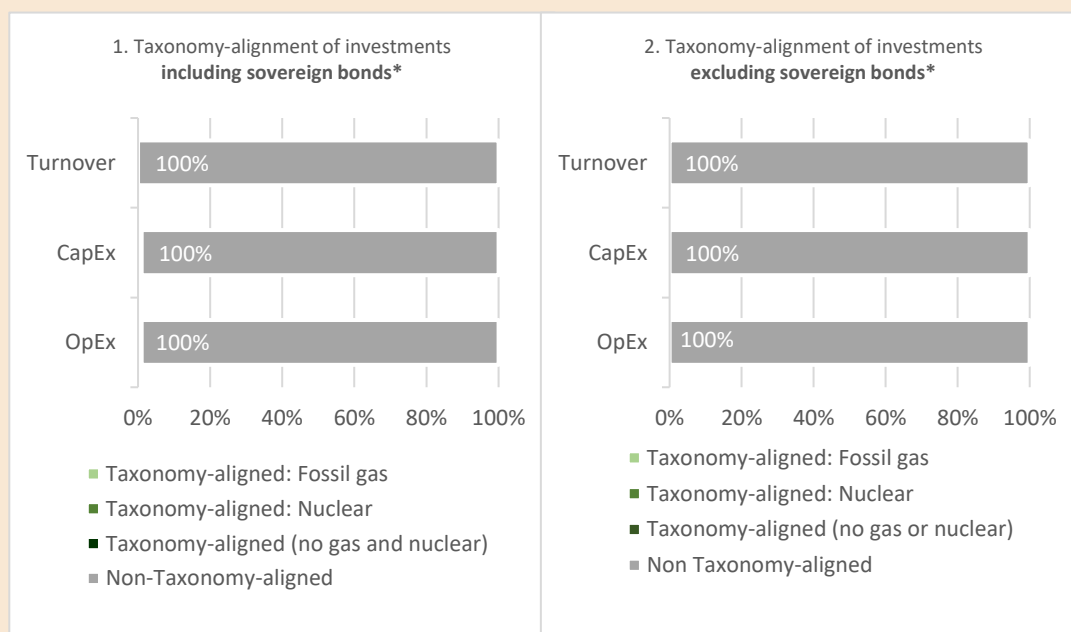 1. Taxonomy-alignment of investments
including sovereign bonds*
Turnover
100%
CapEx
100%
OpEx
100%
0% 20% 40% 60% 80% 100%
Taxonomy-aligned: Fossil gas
Taxonomy-aligned: Nuclear
Taxonomy-aligned (no gas and nuclear)
Non-Taxonomy-aligned
2. Taxonomy-alignment of investments
excluding sovereign bonds*
Turnover
100%
CapEx
100%
OpEx
100%
0% 20% 40% 60% 80% 100%
Taxonomy-aligned: Fossil gas
Taxonomy-aligned: Nuclear
Taxonomy-aligned (no gas or nuclear)
Non Taxonomy-aligned